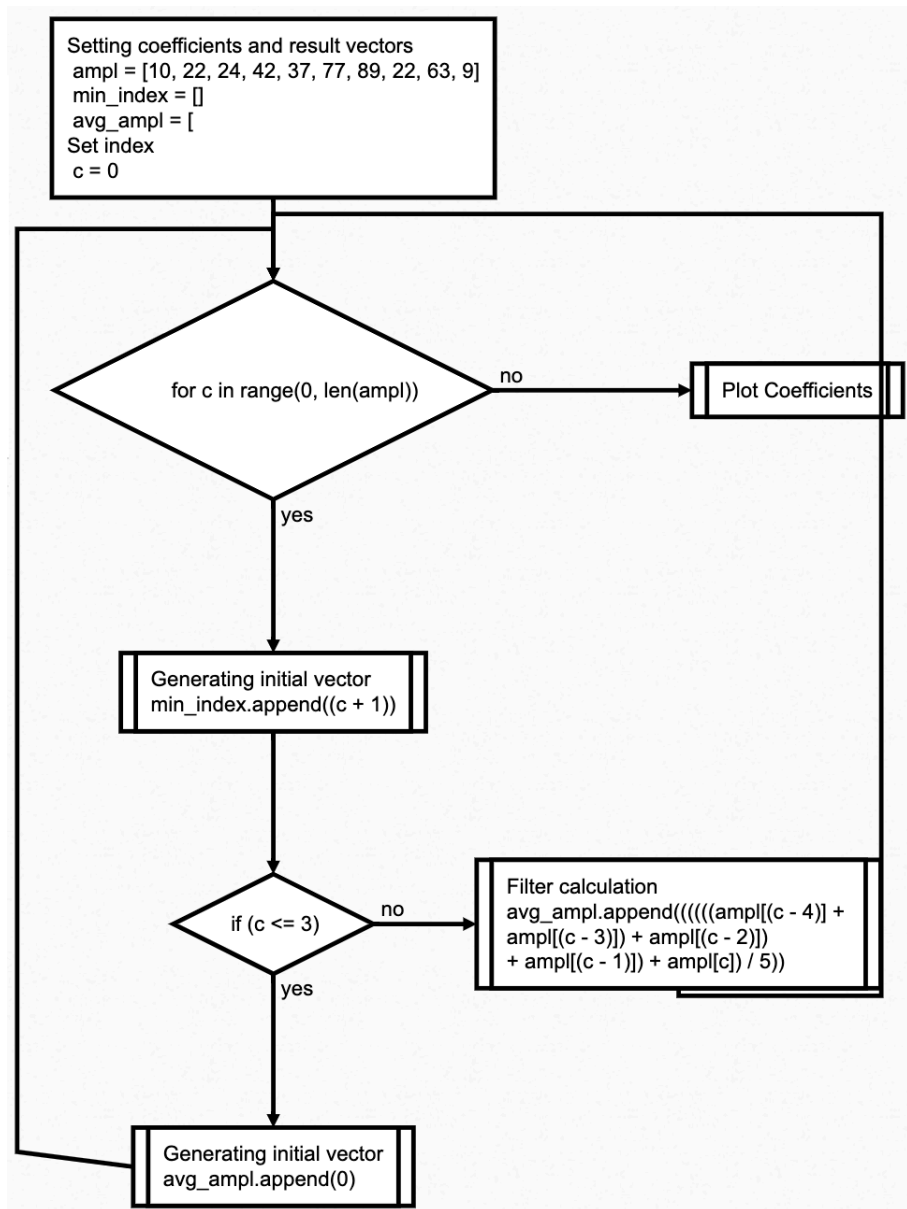 Setting coefficients and result vectors
ampl = [10, 22, 24, 42, 37, 77, 89, 22, 63, 9]
min_index = []
avg_ampl = [
Set index
c = 0
for c in range(0, len(ampl))
no
Plot Coefficients
yes
Generating initial vector
min_index.append((c + 1))
if (c <= 3)
no
Filter calculation
avg_ampl.append((((((ampl[(c - 4)] +
ampl[(c - 3)]) + ampl[(c - 2)])
+ ampl[(c - 1)]) + ampl[c]) / 5))
yes
Generating initial vector
avg_ampl.append(0)